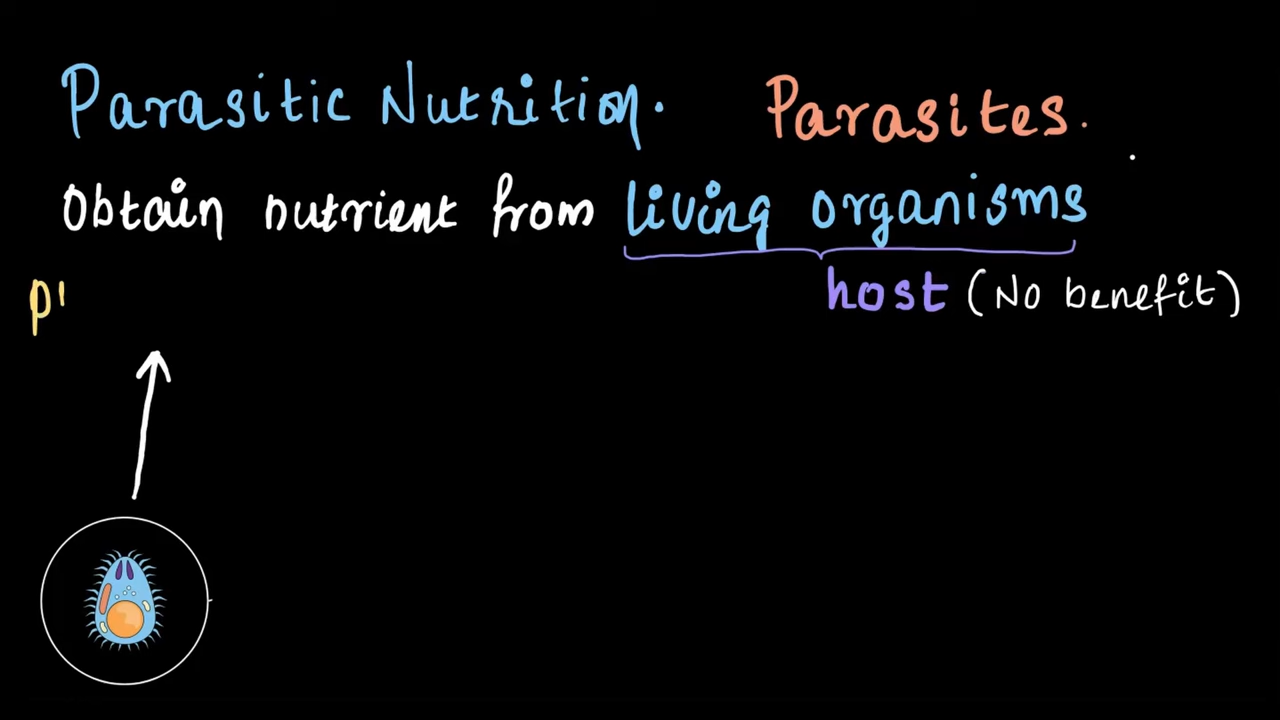 Parasitic Nutrition. Parasites.
Obtain nutrient from living organisms
host (No benefit)